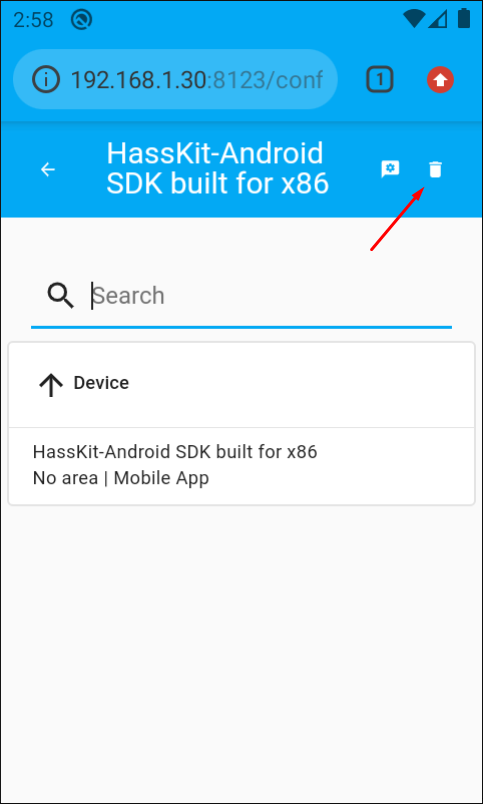 2:58
192.168.1.30:8123/conf
1
HassKit-Android
SDK built for x86
Search
Device
HassKit-Android SDK built for x86
No area | Mobile App